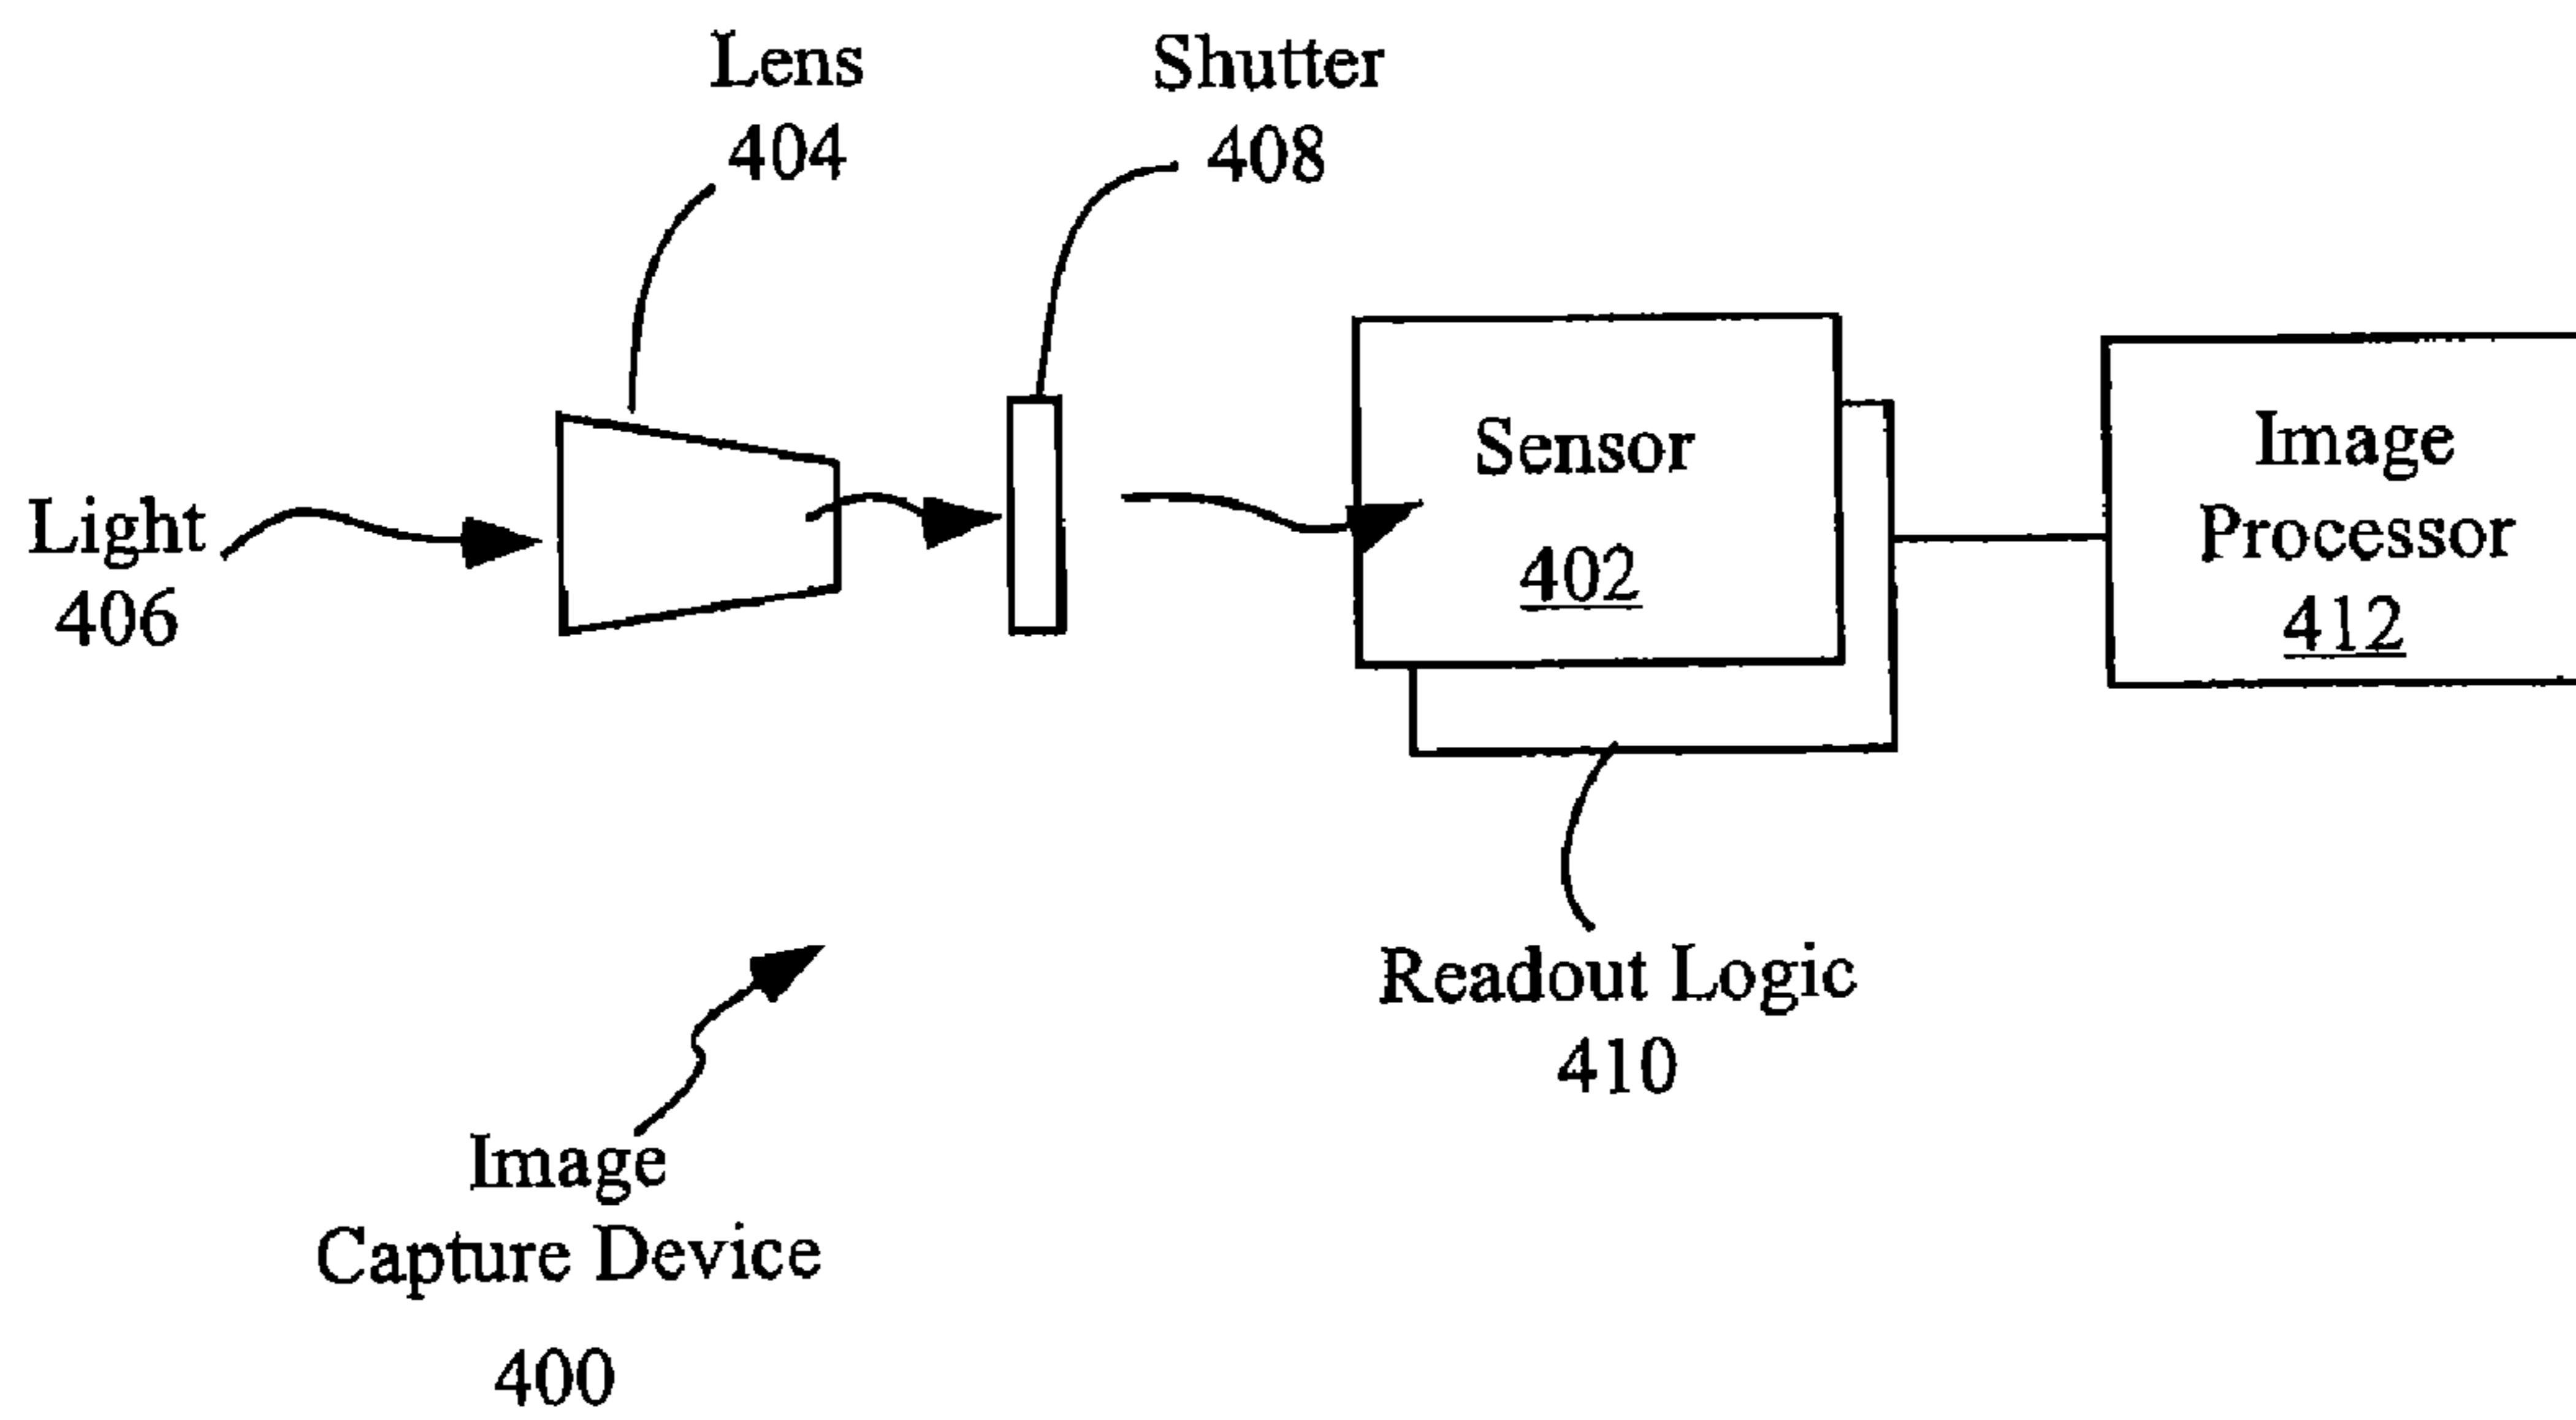 Lens
404
Shutter
408
Light
406
Sensor
402
Image
Processor
412
Readout Logic
410
Image
Capture Device
400